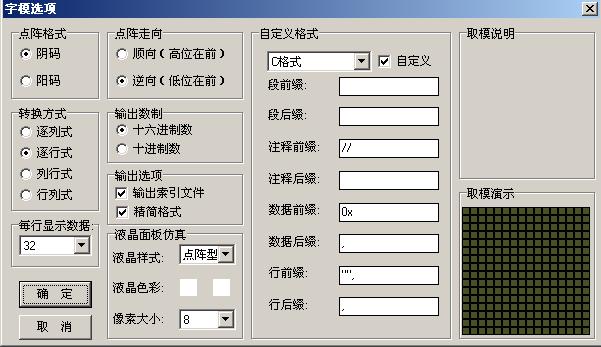 字模选项
点阵格式
阴码
阳码
点阵走向
顺向（高位在前）
逆向（低位在前）
自定义格式
C格式
自定义
段前缀:
段后缀:
注释前缀:
//
注释后缀:
数据前缀:
0x
数据后缀:
,
行前缀:
"",
行后缀:
,
取模说明
转换方式
逐列式
逐行式
列行式
行列式
输出数制
十六进制数
十进制数
输出选项
输出索引文件
精简格式
取模演示
每行显示数据:
32
液晶面板仿真
液晶样式:
点阵型
液晶色彩:
像素大小:
8
确 定
取 消